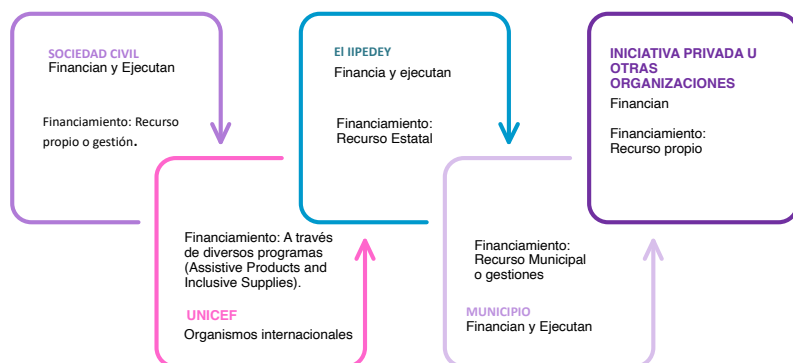 SOCIEDAD CIVIL
Financian y Ejecutan
Financiamiento: Recurso
propio o gestión.
Financiamiento: A través
de diversos programas
(Assistive Products and
Inclusive Supplies).
UNICEF
Organismos internacionales
El IIPEDEY
Financia y ejecutan
Financiamiento:
Recurso Estatal
Financiamiento:
Recurso Municipal
o gestiones
MUNICIPIO
Financian y Ejecutan
INICIATIVA PRIVADA U
OTRAS
ORGANIZACIONES
Financian
Financiamiento:
Recurso propio